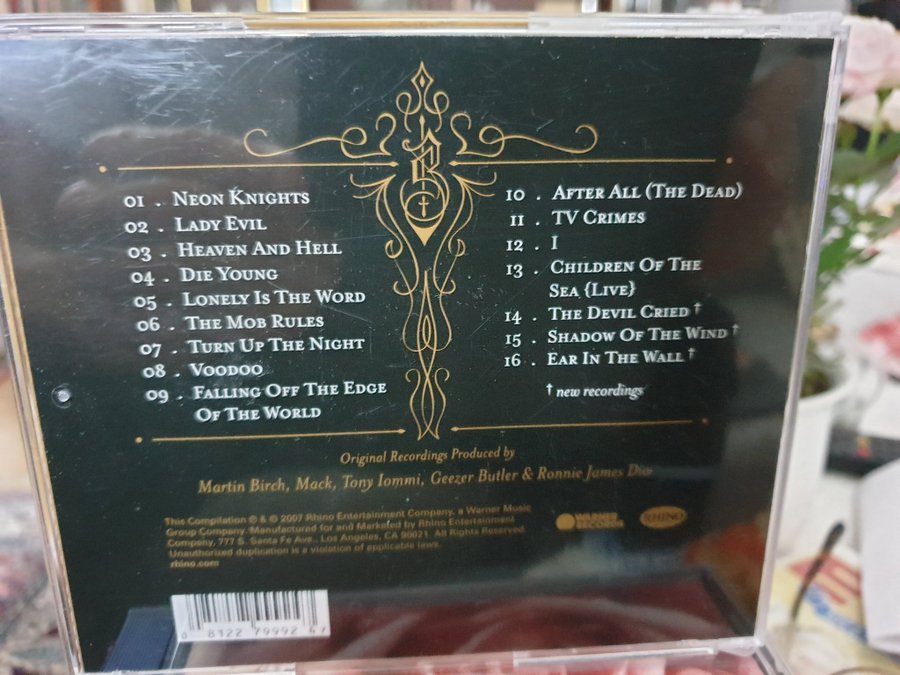 01 . Neon Knights
02 . Lady Evil
03 . Heaven And Hell
04 . Die Young
05 . Lonely Is The Word
06 . The Mob Rules
07 . Turn Up The Night
08 . Voodoo
09 . Falling Off The Edge
Of The World
10 . After All (The Dead)
11 . TV Crimes
12 . I
13 . Children Of The
Sea {Live}
14 . The Devil Cried †
15 . Shadow Of The Wind †
16 . Ear In The Wall †
† new recordings
Original Recordings Produced by
Martin Birch, Mack, Tony Iommi, Geezer Butler & Ronnie James Dio
This Compilation ℗ & © 2007 Rhino Entertainment Company, a Warner Music
Group Company. Manufactured for and Marketed by Rhino Entertainment
Company, 777 S. Santa Fe Ave., Los Angeles, CA 90021. All Rights Reserved.
Unauthorized duplication is a violation of applicable laws.
rhino.com
WARNER
RECORDS
RHINO
0 8122 79992 67